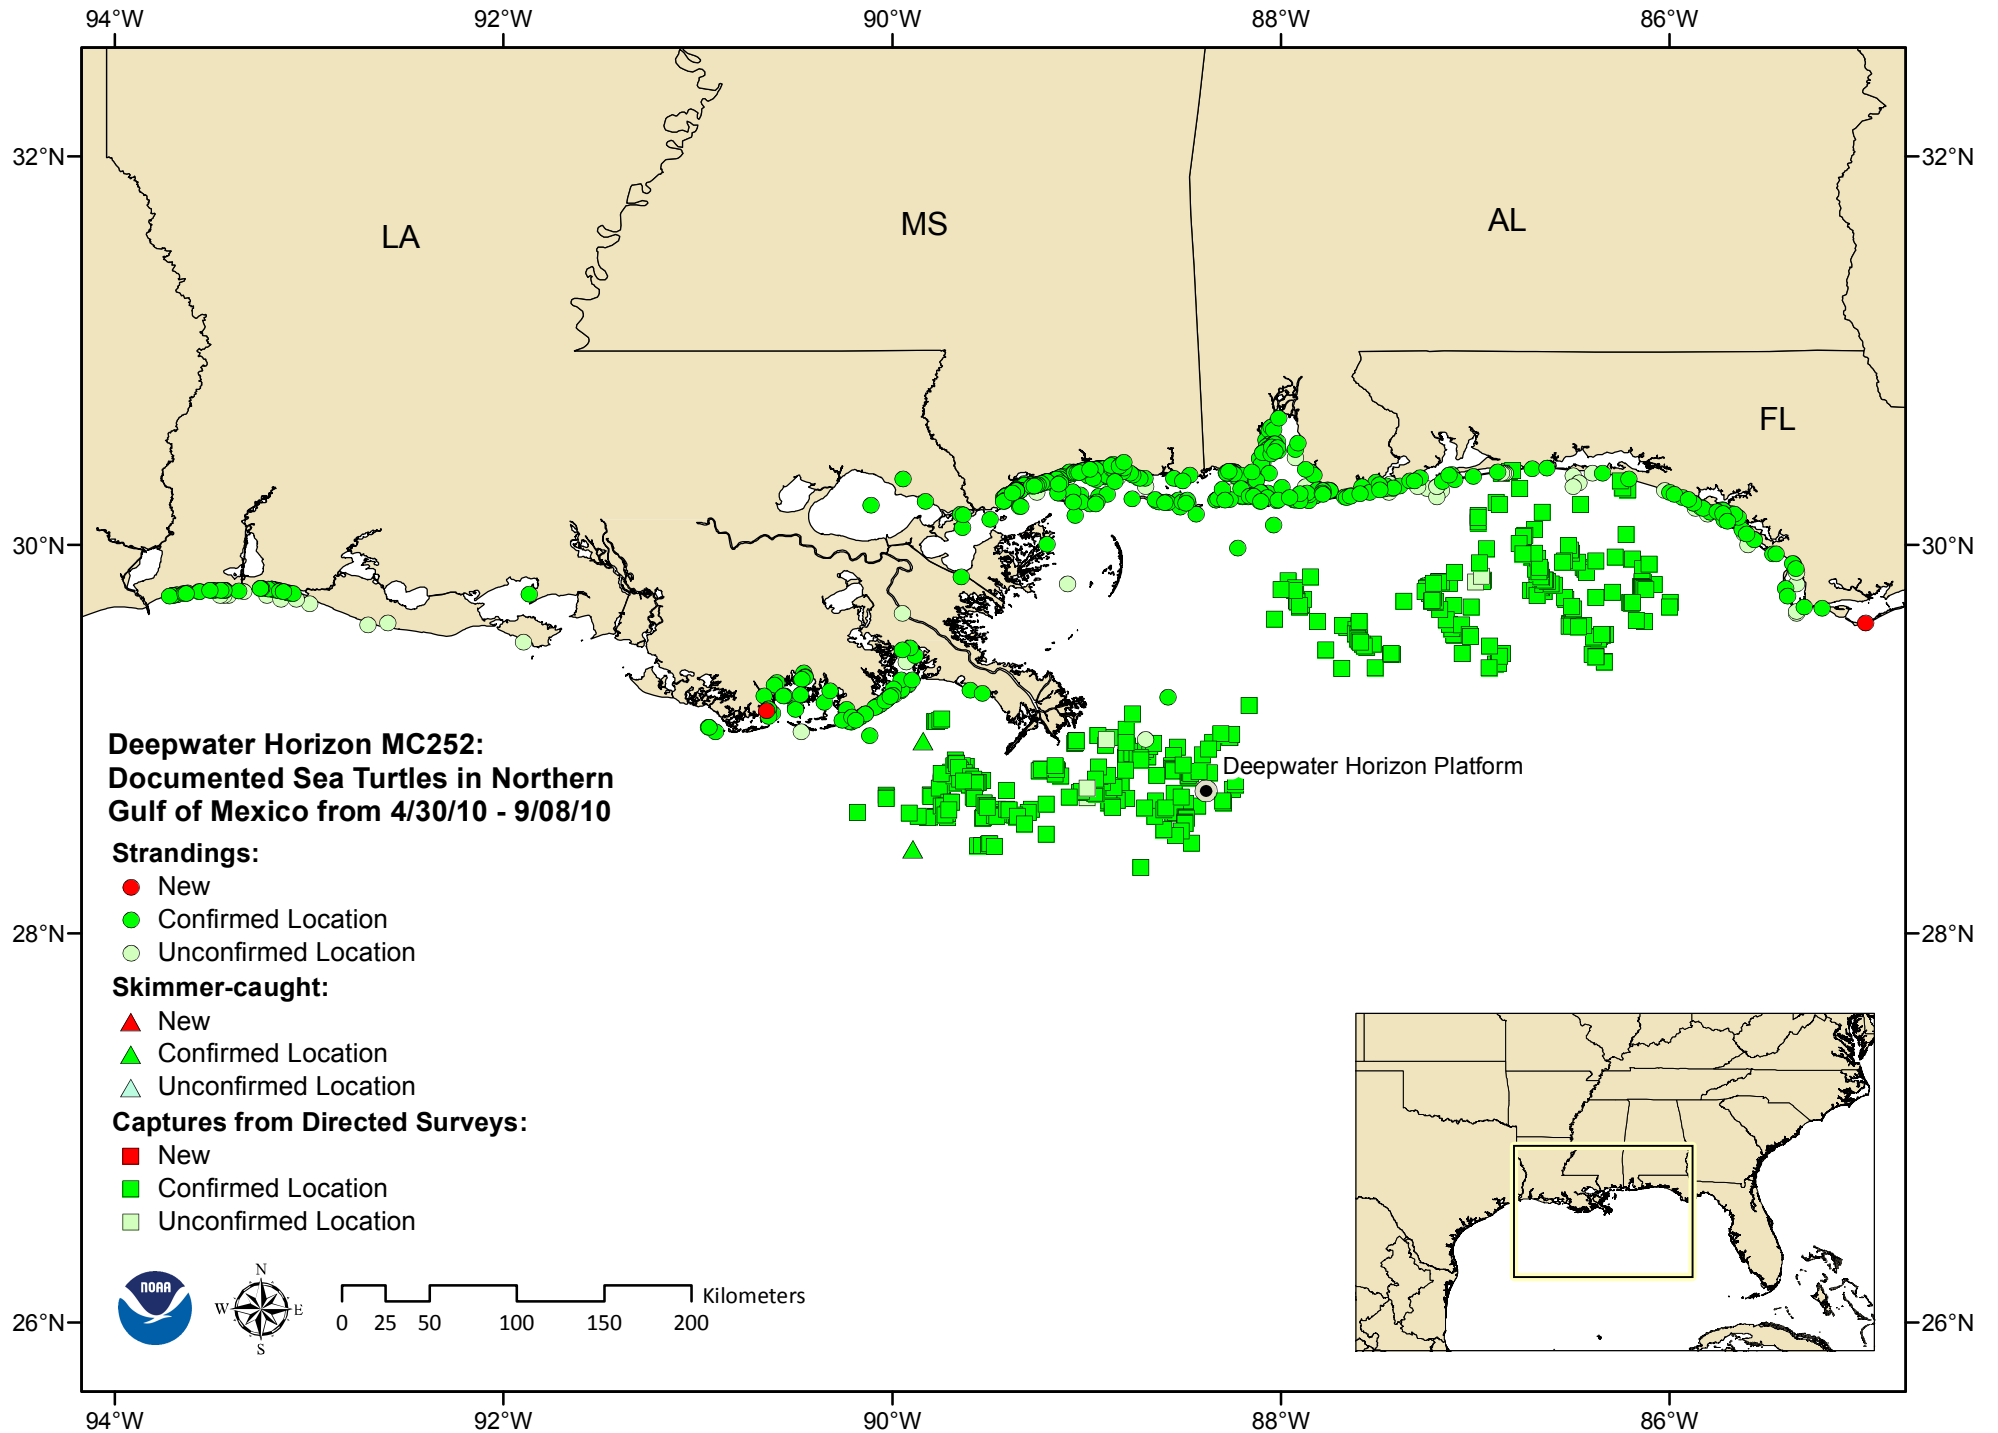 94°W 92°W 90°W 88°W 86°W
32°N 32°N
LA
MS
AL
FL
30°N 30°N
Deepwater Horizon Platform
Deepwater Horizon MC252:
Documented Sea Turtles in Northern
Gulf of Mexico from 4/30/10 - 9/08/10
Strandings:
New
Confirmed Location
Unconfirmed Location
28°N 28°N
Skimmer-caught:
New
Confirmed Location
Unconfirmed Location
Captures from Directed Surveys:
New
Confirmed Location
Unconfirmed Location
NOAA
N
W E
S
Kilometers
0 25 50 100 150 200
26°N 26°N
94°W 92°W 90°W 88°W 86°W